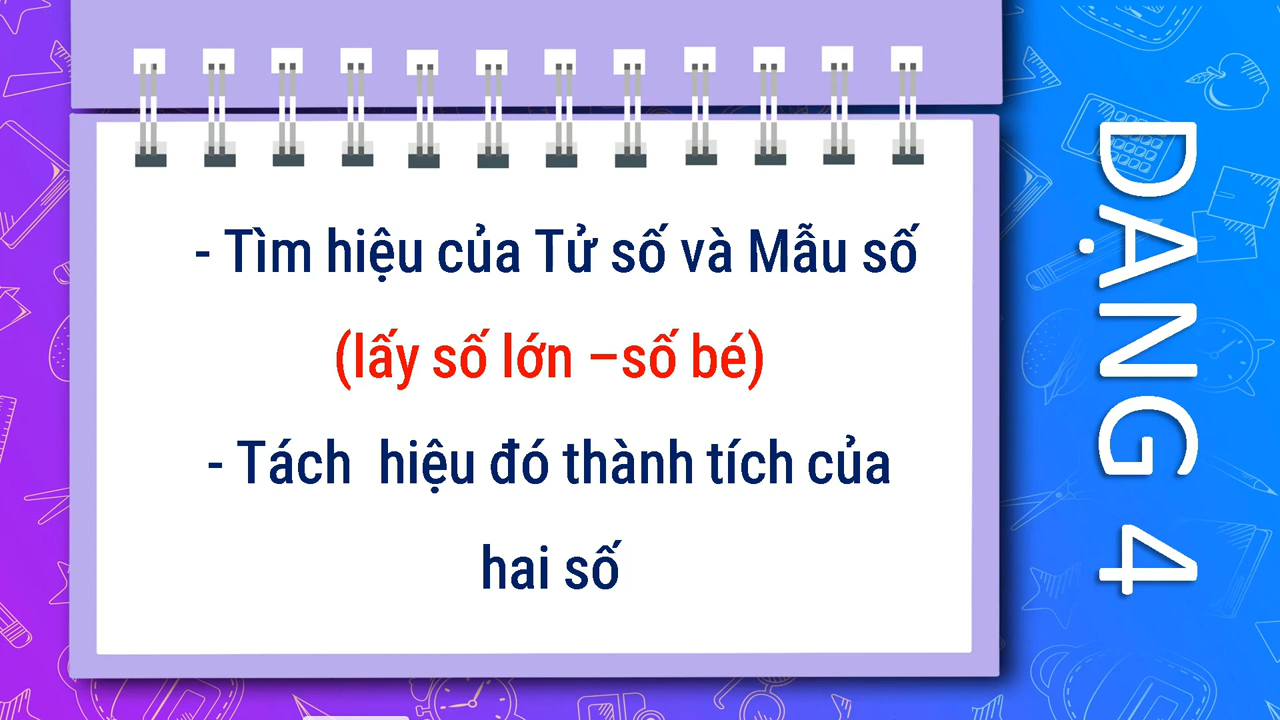 - Tìm hiệu của Tử số và Mẫu số
(lấy số lớn –số bé)
- Tách hiệu đó thành tích của
hai số
DẠNG 4